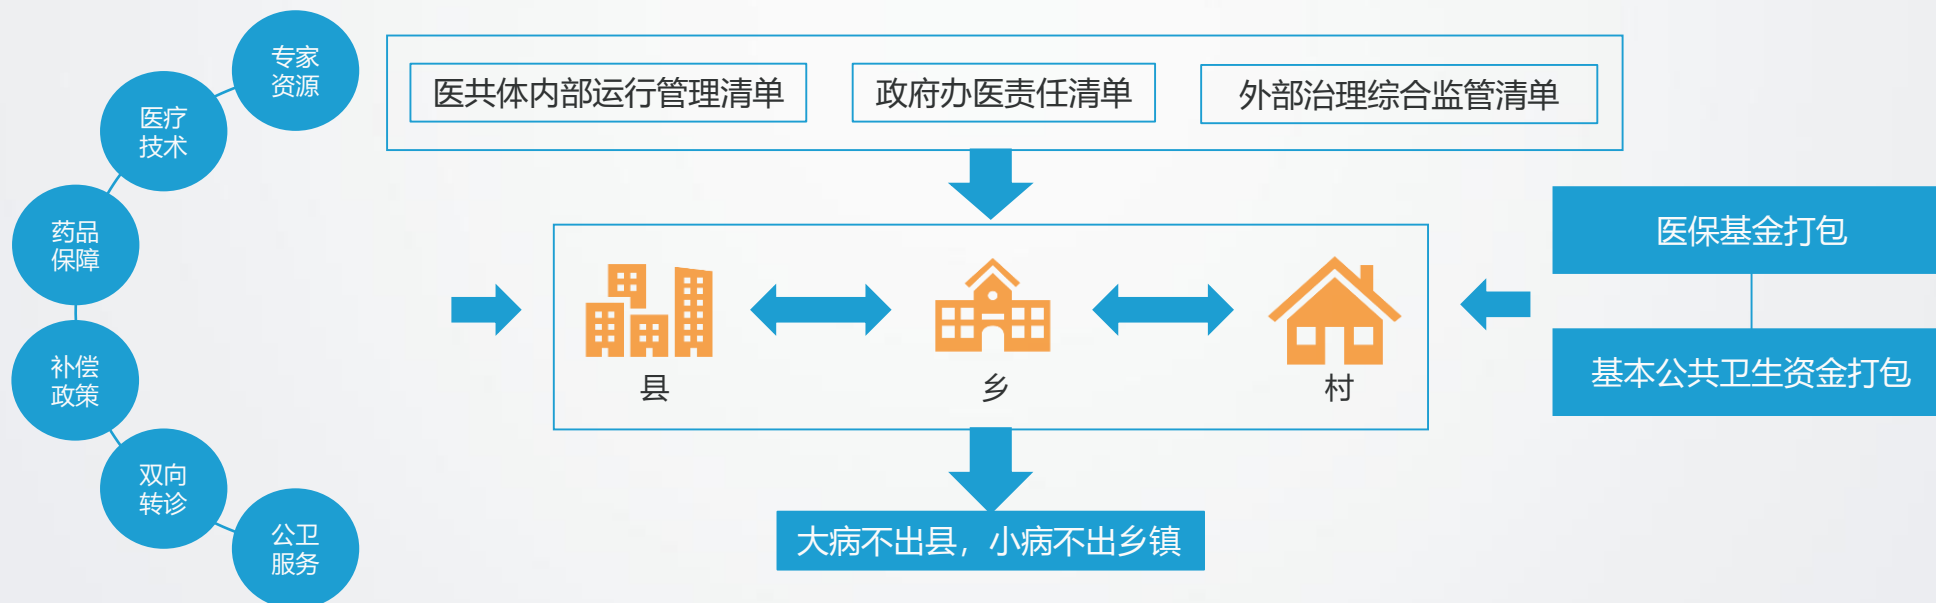 专家
资源
医疗
技术
药品
保障
补偿
政策
双向
转诊
公卫
服务
医共体内部运行管理清单
政府办医责任清单
外部治理综合监管清单
县
乡
村
医保基金打包
基本公共卫生资金打包
大病不出县，小病不出乡镇